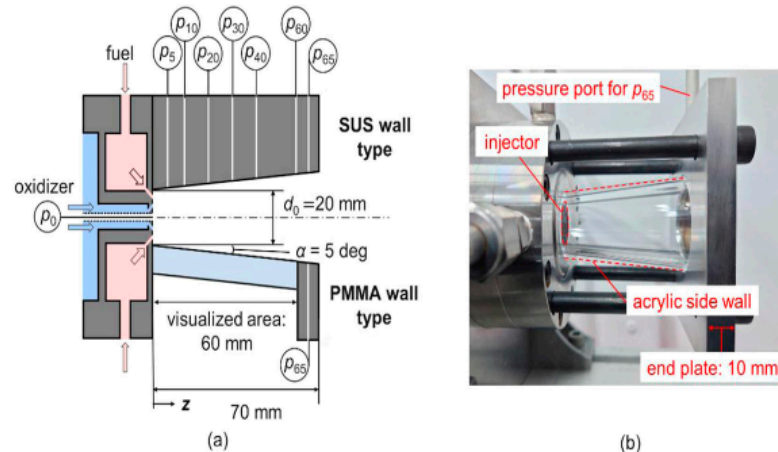 (a)
p5
p10
p20
p30
p40
p60
p65
fuel
SUS wall
type
oxidizer
p0
d0=20 mm
α = 5 deg
PMMA wall
type
visualized area:
60 mm
p65
z
70 mm
(a)
pressure port for p65
injector
acrylic side wall
end plate: 10 mm
(b)